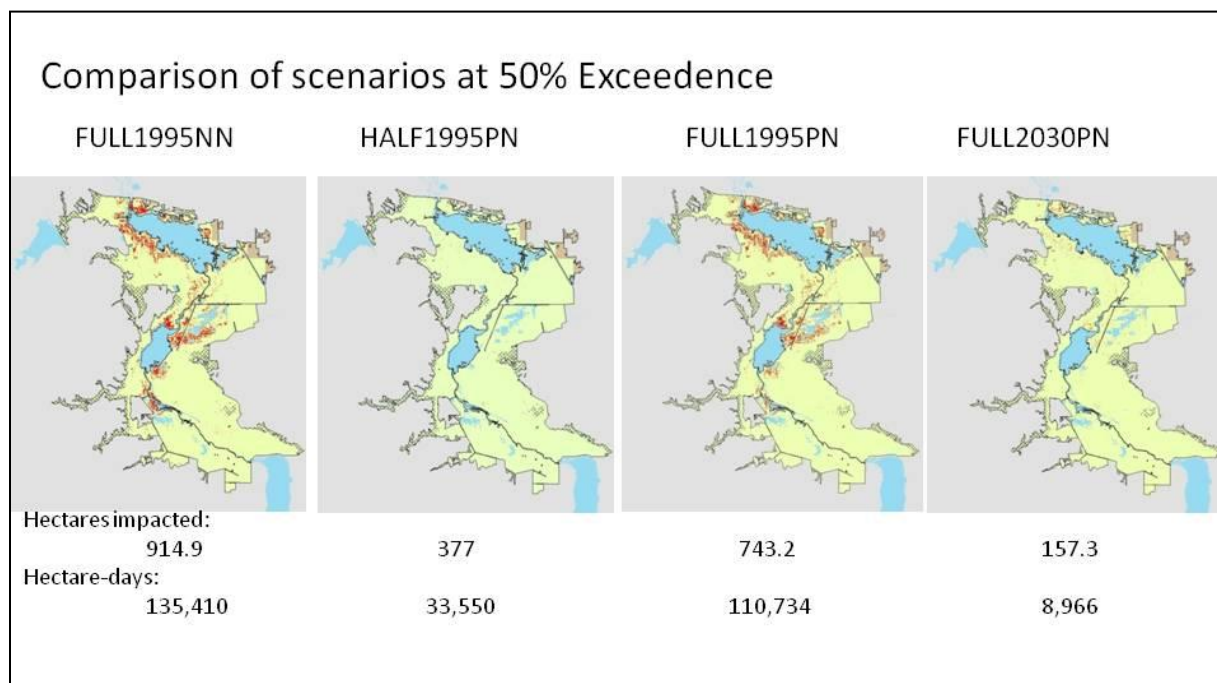 Comparison of scenarios at 50% Exceedence
FULL1995NN HALF1995PN FULL1995PN FULL2030PN
Hectares impacted:
914.9 377 743.2 157.3
Hectare-days:
135,410 33,550 110,734 8,966